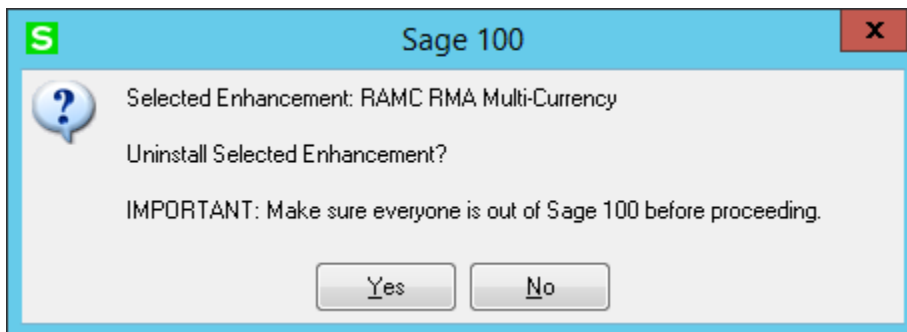 S Sage 100 x
?
Selected Enhancement: RAMC RMA Multi-Currency
Uninstall Selected Enhancement?
IMPORTANT: Make sure everyone is out of Sage 100 before proceeding.
Yes No